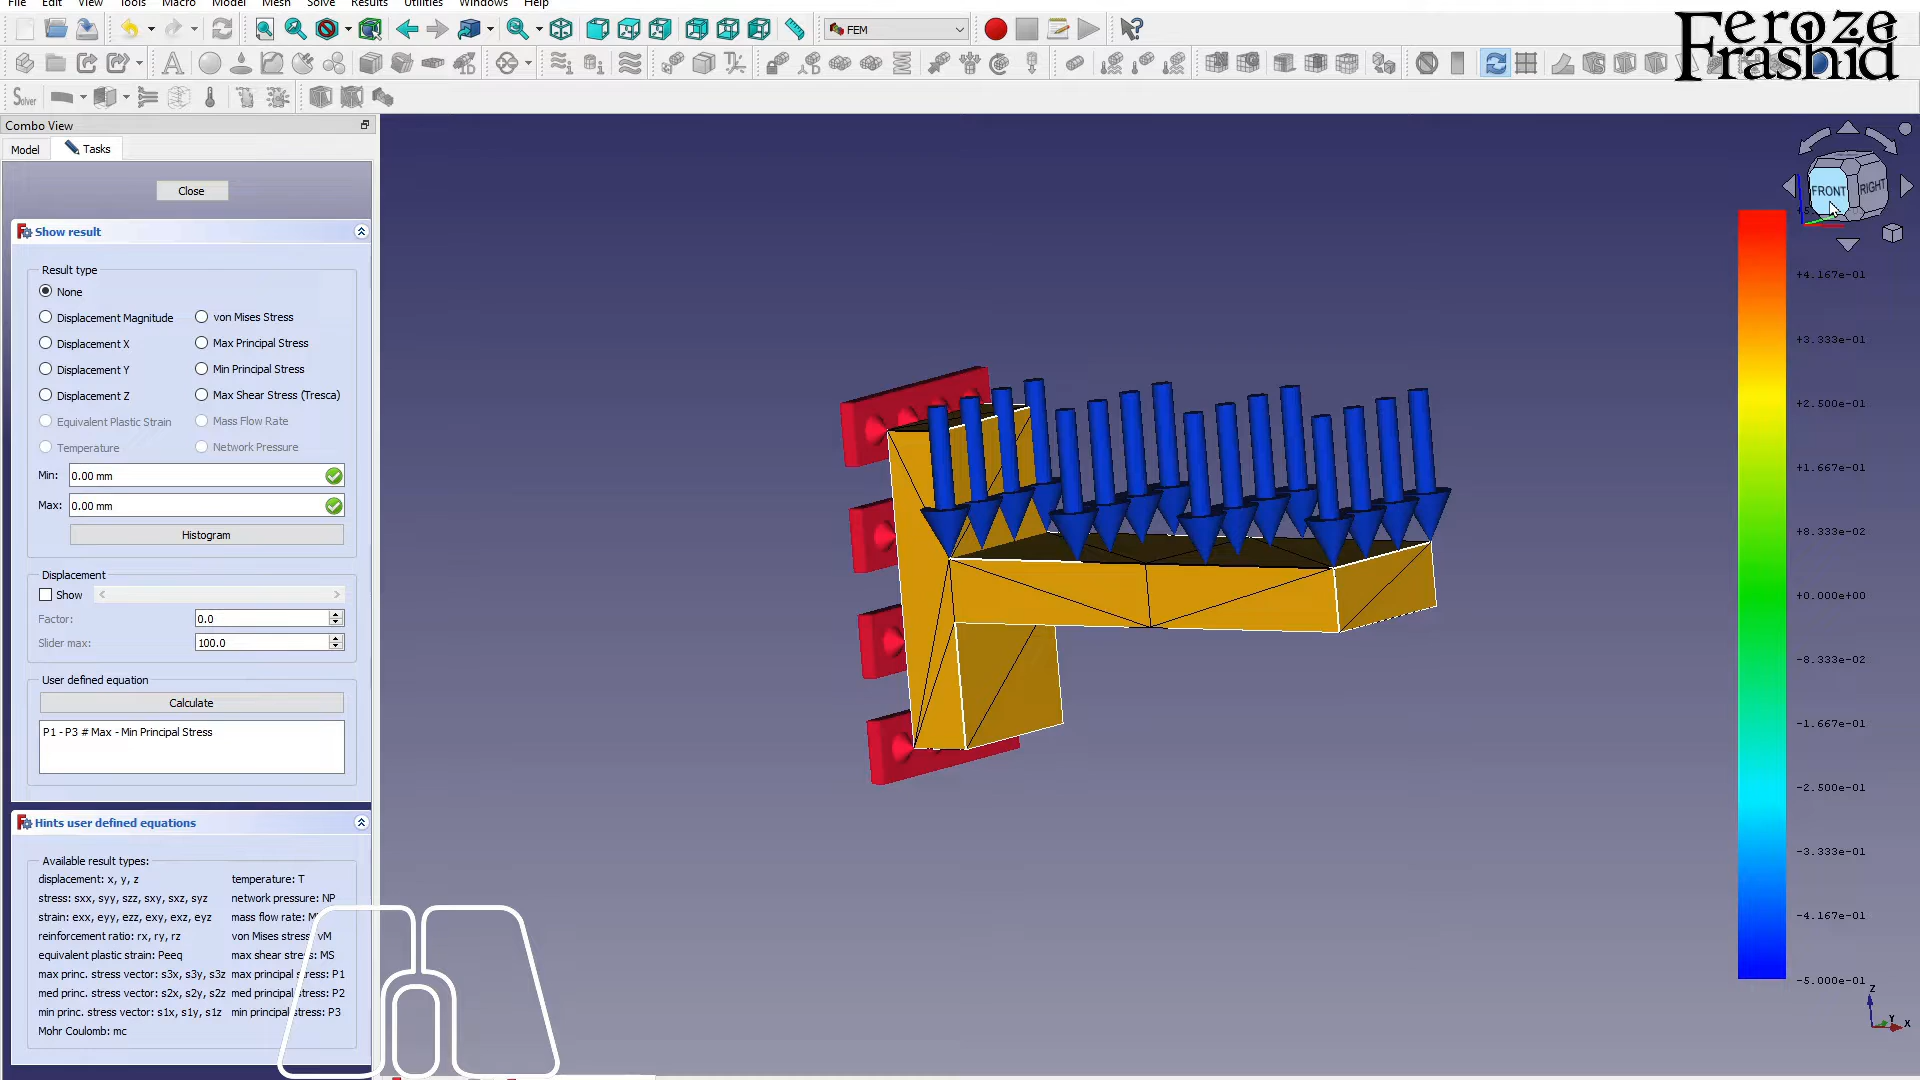 File Edit View Tools Macro Model Mesh Solve Results Utilities Windows Help
Feroze
Frashid
FEM
Solver
Combo View
Model
Tasks
Close
Show result
Result type
None
Displacement Magnitude
von Mises Stress
Displacement X
Max Principal Stress
Displacement Y
Min Principal Stress
Displacement Z
Max Shear Stress (Tresca)
Equivalent Plastic Strain
Mass Flow Rate
Temperature
Network Pressure
Min: 0.00 mm
Max: 0.00 mm
Histogram
Displacement
Show
Factor: 0.0
Slider max: 100.0
User defined equation
Calculate
P1 - P3 # Max - Min Principal Stress
Hints user defined equations
Available result types:
displacement: x, y, z
temperature: T
stress: sxx, syy, szz, sxy, sxz, syz
network pressure: NP
strain: exx, eyy, ezz, exy, exz, eyz
mass flow rate:
reinforcement ratio: rx, ry, rz
von Mises stress: vM
equivalent plastic strain: Peeq
max shear stress: MS
max princ. stress vector: s3x, s3y, s3z
max principal stress: P1
med princ. stress vector: s2x, s2y, s2z
med principal stress: P2
min princ. stress vector: s1x, s1y, s1z
min principal stress: P3
Mohr Coulomb: mc
FRONT
RIGHT
+4.167e-01
+3.333e-01
+2.500e-01
+1.667e-01
+8.333e-02
+0.000e+00
-8.333e-02
-1.667e-01
-2.500e-01
-3.333e-01
-4.167e-01
-5.000e-01
Z
Y
X